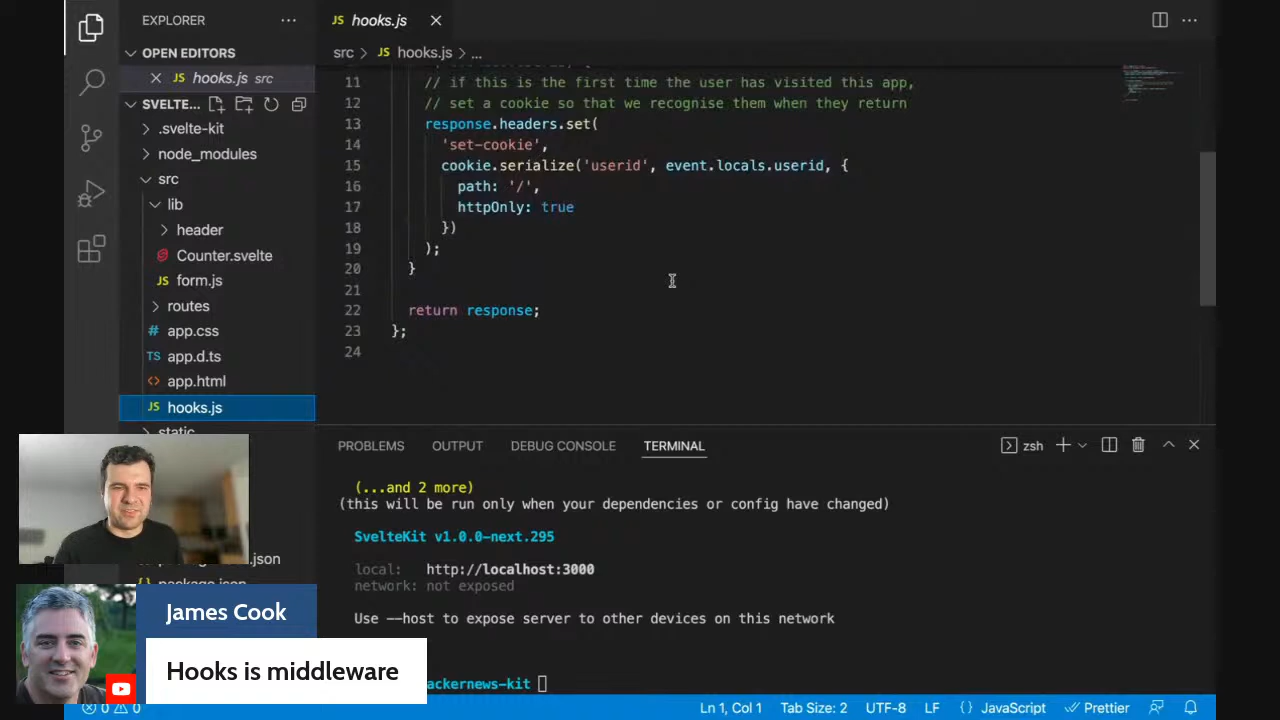 EXPLORER
hooks.js
OPEN EDITORS
src
hooks.js
...
hooks.js src
SVELTE...
.svelte-kit
node_modules
src
lib
header
Counter.svelte
JS form.js
routes
# app.css
TS app.d.ts
<> app.html
JS hooks.js
11 // if this is the first time the user has visited this app,
12 // set a cookie so that we recognise them when they return
13 response.headers.set(
14 'set-cookie',
15 cookie.serialize('userid', event.locals.userid, {
16 path: '/',
17 httpOnly: true
18 })
19 );
20 }
21
22 return response;
23 };
24
PROBLEMS
OUTPUT
DEBUG CONSOLE
TERMINAL
zsh
(...and 2 more)
(this will be run only when your dependencies or config have changed)
SvelteKit v1.0.0-next.295
local: http://localhost:3000
network: not exposed
Use --host to expose server to other devices on this network
ackernews-kit
James Cook
Hooks is middleware
0 0
Ln 1, Col 1
Tab Size: 2
UTF-8
LF
{} JavaScript
Prettier